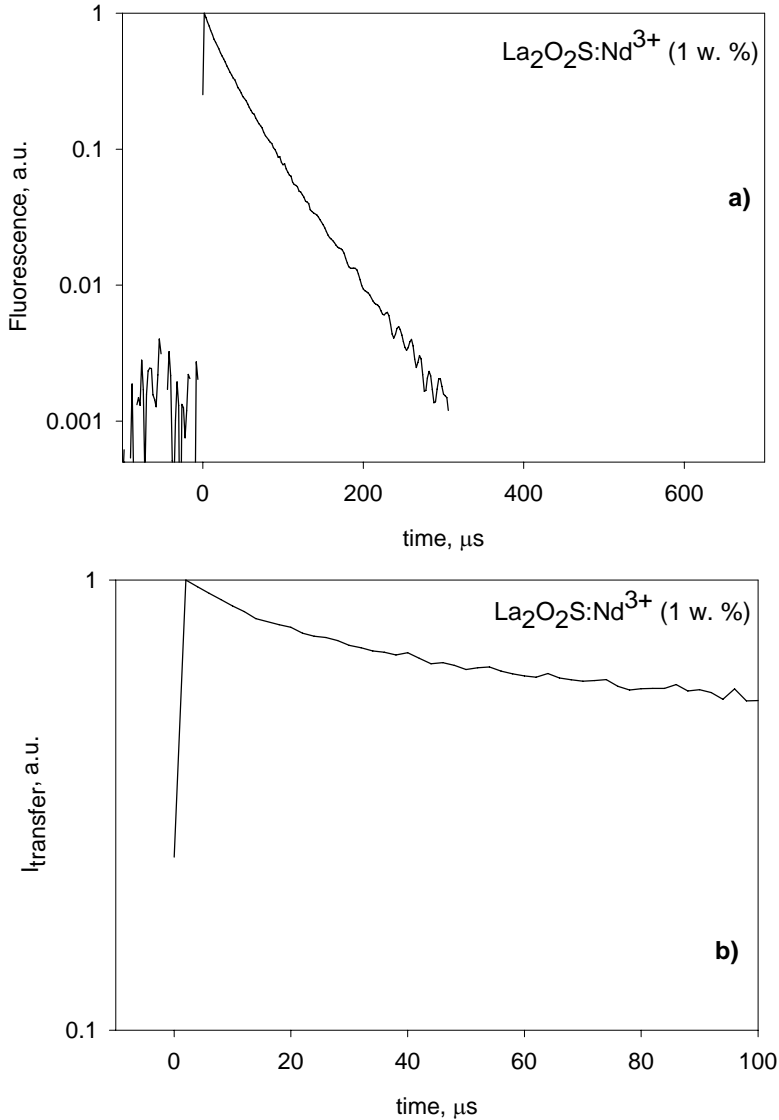 1
La2O2S:Nd3+ (1 w. %)
0.1
Fluorescence, a.u.
a)
0.01
0.001
0 200 400 600
time, μs
1
La2O2S:Nd3+ (1 w. %)
Itransfer, a.u.
b)
0.1
0 20 40 60 80 100
time, μs